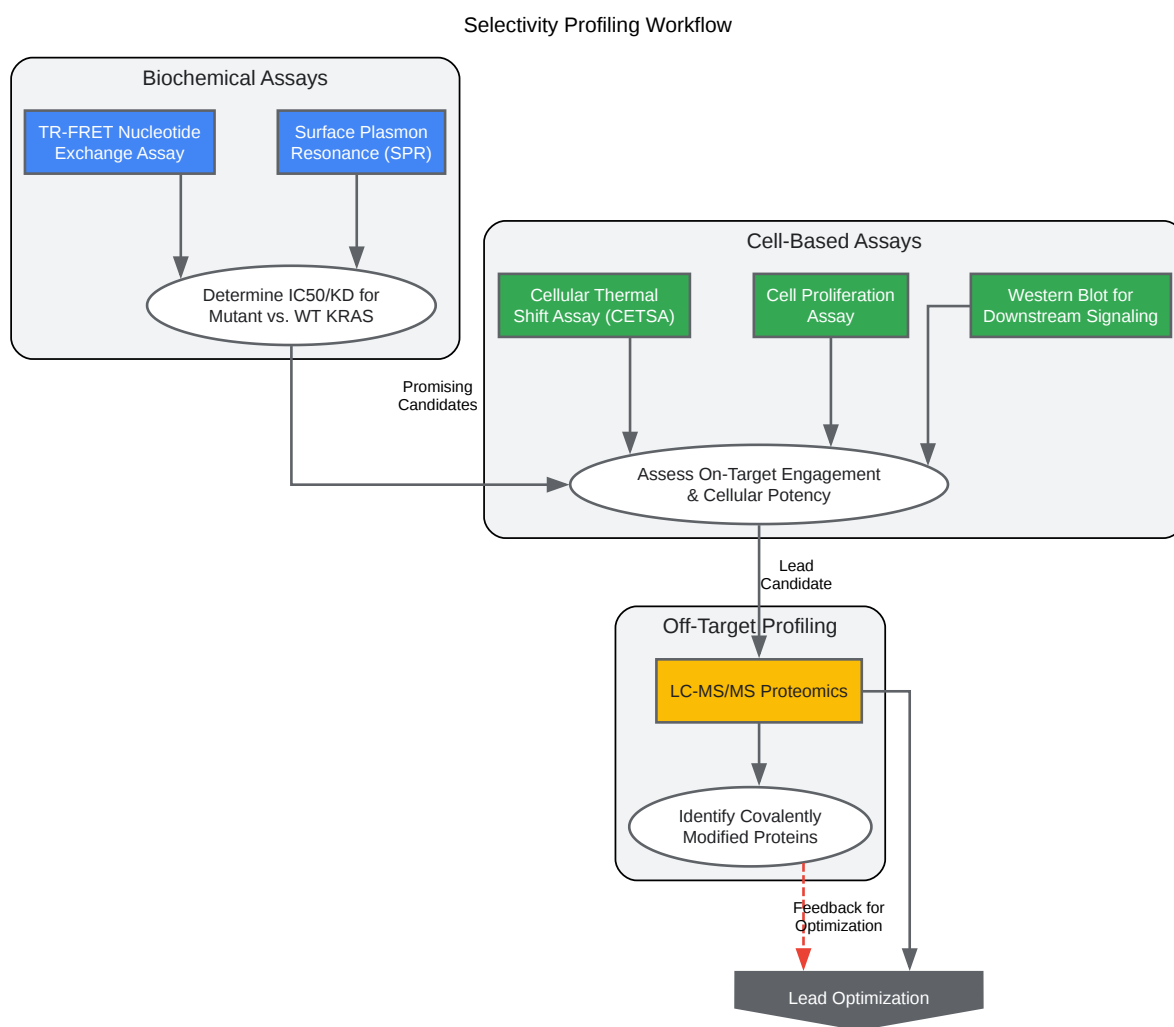 Selectivity Profiling Workflow
Biochemical Assays
TR-FRET Nucleotide
Exchange Assay
Surface Plasmon
Resonance (SPR)
Determine IC50/KD for
Mutant vs. WT KRAS
Promising
Candidates
Cell-Based Assays
Cellular Thermal
Shift Assay (CETSA)
Cell Proliferation
Assay
Western Blot for
Downstream Signaling
Assess On-Target Engagement
& Cellular Potency
Lead
Candidate
Off-Target Profiling
LC-MS/MS Proteomics
Identify Covalently
Modified Proteins
Feedback for
Optimization
Lead Optimization